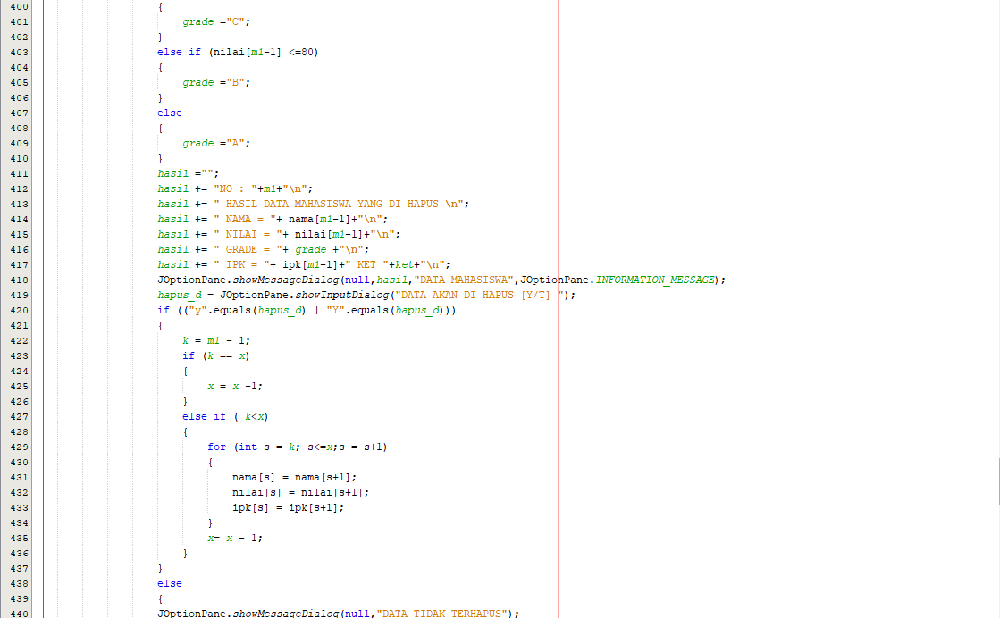 400 {
401 grade ="C";
402 }
403 else if (nilai[m1-1] <=80)
404 {
405 grade ="B";
406 }
407 else
408 {
409 grade ="A";
410 }
411 hasil ="";
412 hasil += "NO : "+m1+"\n";
413 hasil += " HASIL DATA MAHASISWA YANG DI HAPUS \n";
414 hasil += " NAMA = "+ nama[m1-1]+"\n";
415 hasil += " NILAI = "+ nilai[m1-1]+"\n";
416 hasil += " GRADE = "+ grade +"\n";
417 hasil += " IPK = "+ ipk[m1-1]+" KET "+ket+"\n";
418 JOptionPane.showMessageDialog(null,hasil,"DATA MAHASISWA",JOptionPane.INFORMATION_MESSAGE);
419 hapus_d = JOptionPane.showInputDialog("DATA AKAN DI HAPUS [Y/T] ");
420 if (("y".equals(hapus_d) | "Y".equals(hapus_d)))
421 {
422 k = m1 - 1;
423 if (k == x)
424 {
425 x = x -1;
426 }
427 else if ( k<x)
428 {
429 for (int s = k; s<=x;s = s+1)
430 {
431 nama[s] = nama[s+1];
432 nilai[s] = nilai[s+1];
433 ipk[s] = ipk[s+1];
434 }
435 x= x - 1;
436 }
437 }
438 else
439 {
440 JOptionPane.showMessageDialog(null,"DATA TIDAK TERHAPUS");